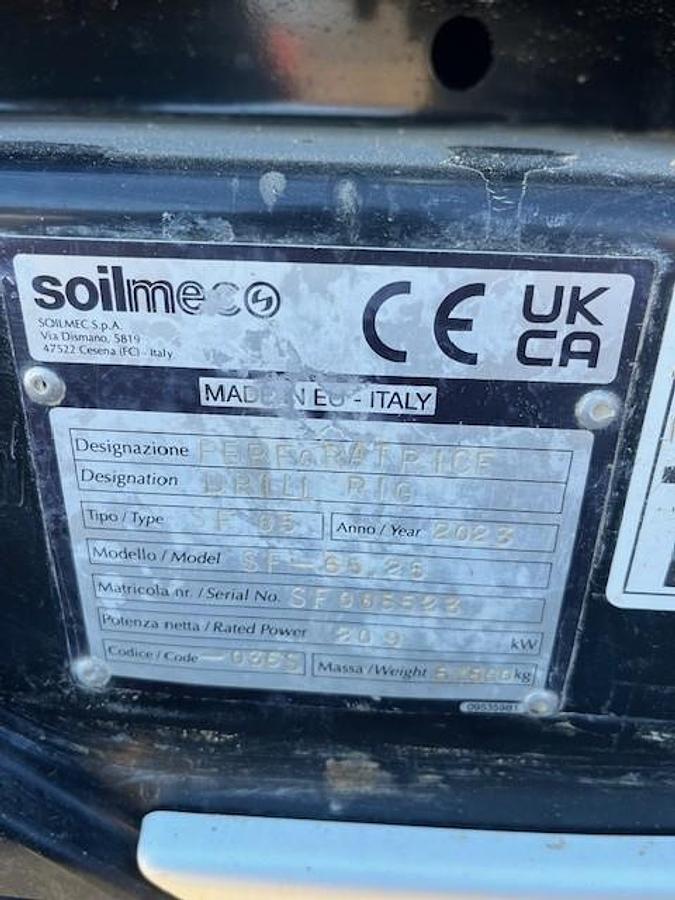 soilmec
SOILMEC S.p.A.
Via Dismano, 5819
47522 Cesena (FC) - Italy
CE
UK
CA
MADE IN EU - ITALY
Designazione PERFORATRICE
Designation DRILL RIG
Tipo / Type SF 65 Anno / Year 2023
Modello / Model SF-65.25
Matricola nr. / Serial No.
Potenza netta / Rated Power 209 kW
Codice / Code Massa / Weight kg
09535981